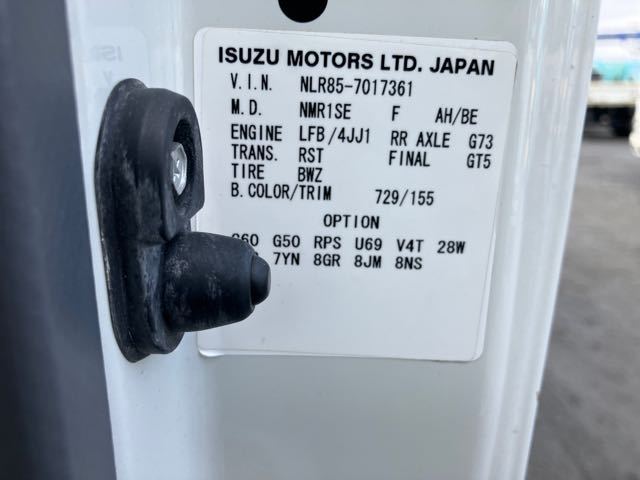 ISUZU MOTORS LTD. JAPAN
V.I.N. NLR85-7017361
M.D. NMR1SE F AH/BE
ENGINE LFB/4JJ1 RR AXLE G73
TRANS. RST FINAL GT5
TIRE BWZ
B.COLOR/TRIM 729/155
OPTION
G50 RPS U69 V4T 28W
7YN 8GR 8JM 8NS